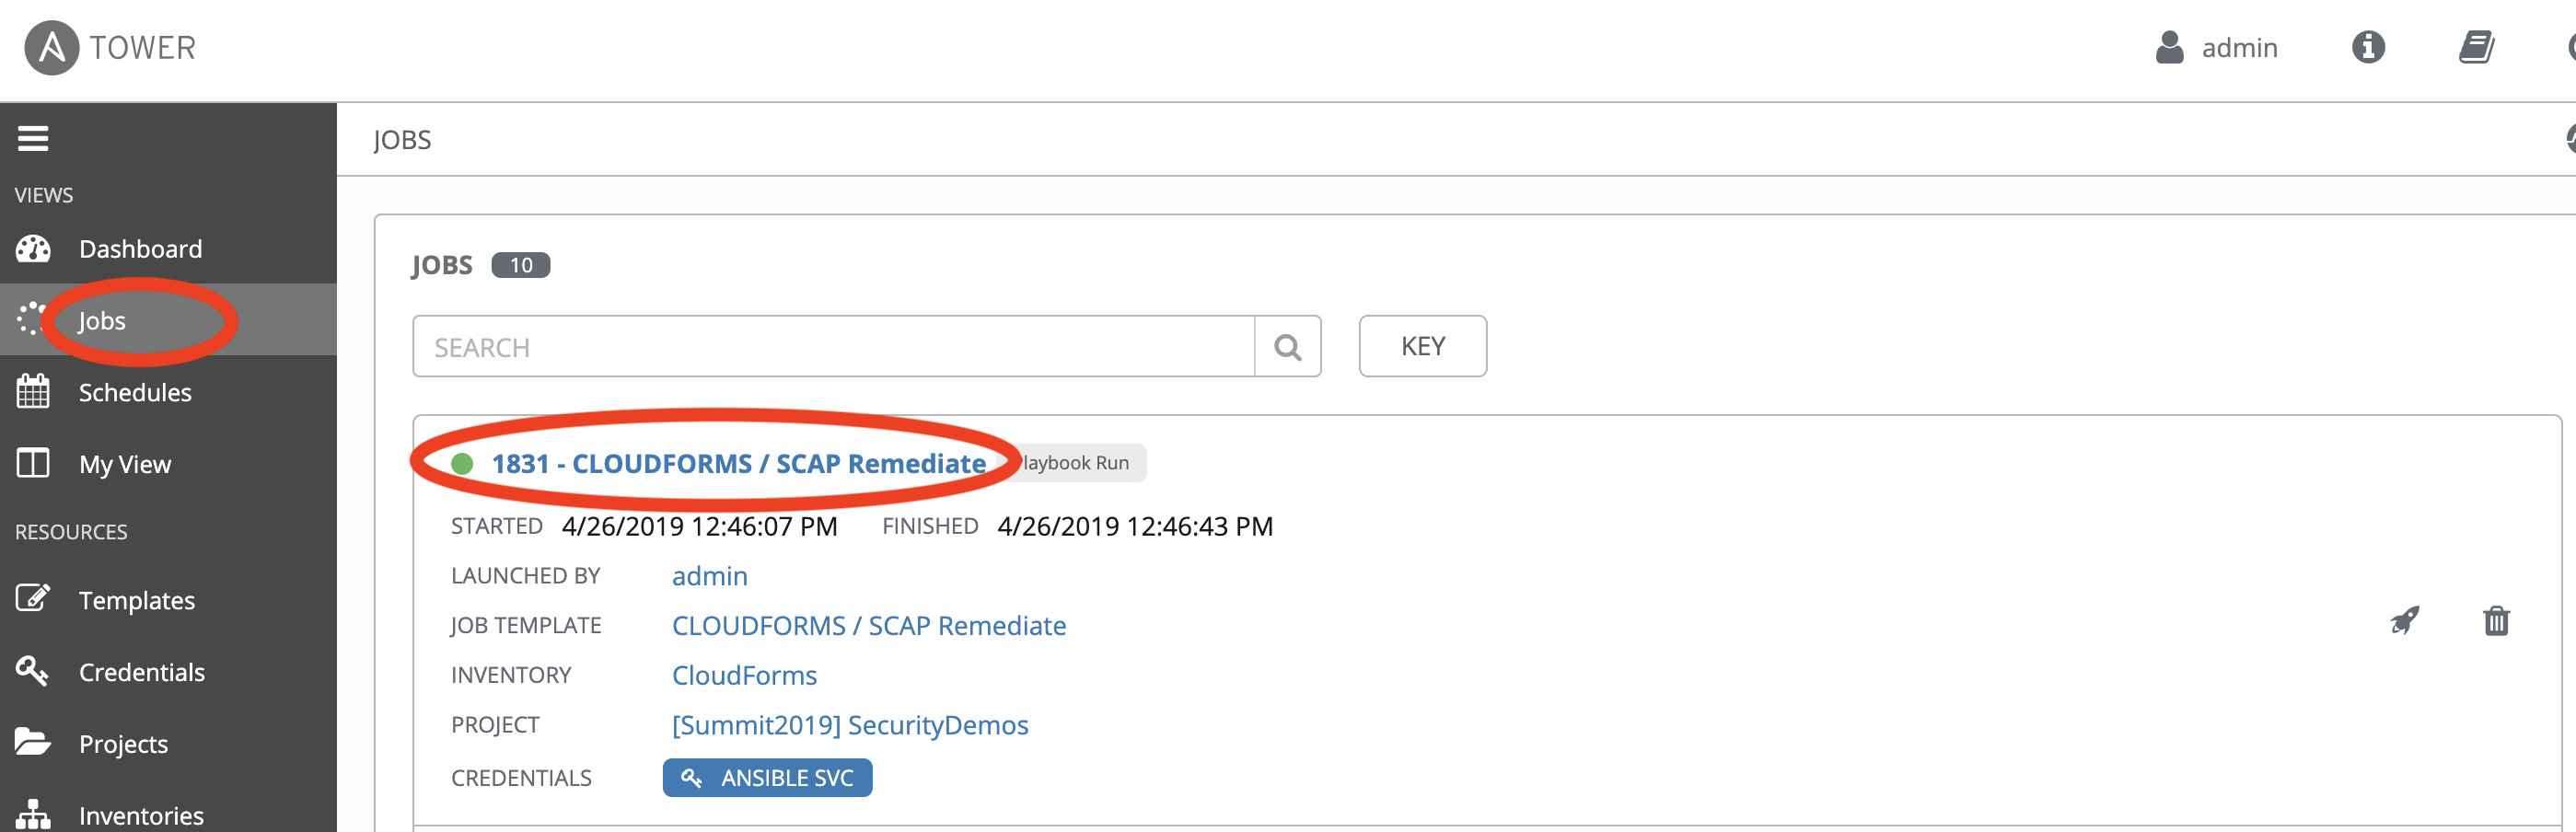 TOWER
admin
JOBS
VIEWS
Dashboard
Jobs
Schedules
My View
RESOURCES
Templates
Credentials
Projects
Inventories
JOBS 10
SEARCH
KEY
1831 - CLOUDFORMS / SCAP Remediate laybook Run
STARTED 4/26/2019 12:46:07 PM FINISHED 4/26/2019 12:46:43 PM
LAUNCHED BY admin
JOB TEMPLATE CLOUDFORMS / SCAP Remediate
INVENTORY CloudForms
PROJECT [Summit2019] SecurityDemos
CREDENTIALS ANSIBLE SVC